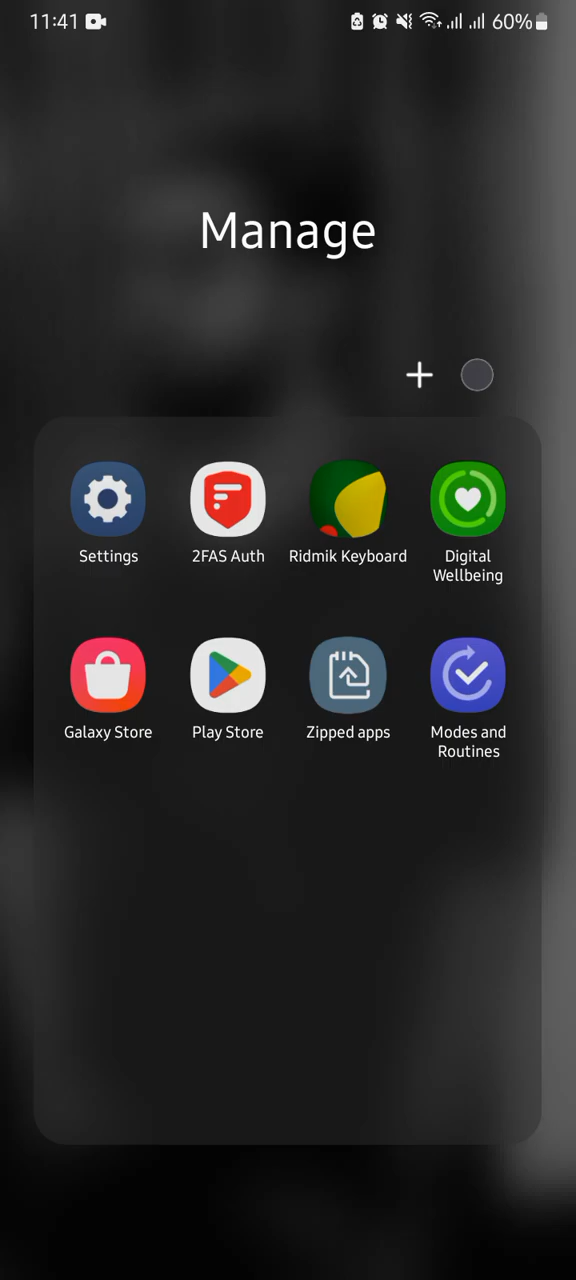 11:41
60%
Manage
Settings
2FAS Auth
Ridmik Keyboard
Digital
Wellbeing
Galaxy Store
Play Store
Zipped apps
Modes and
Routines